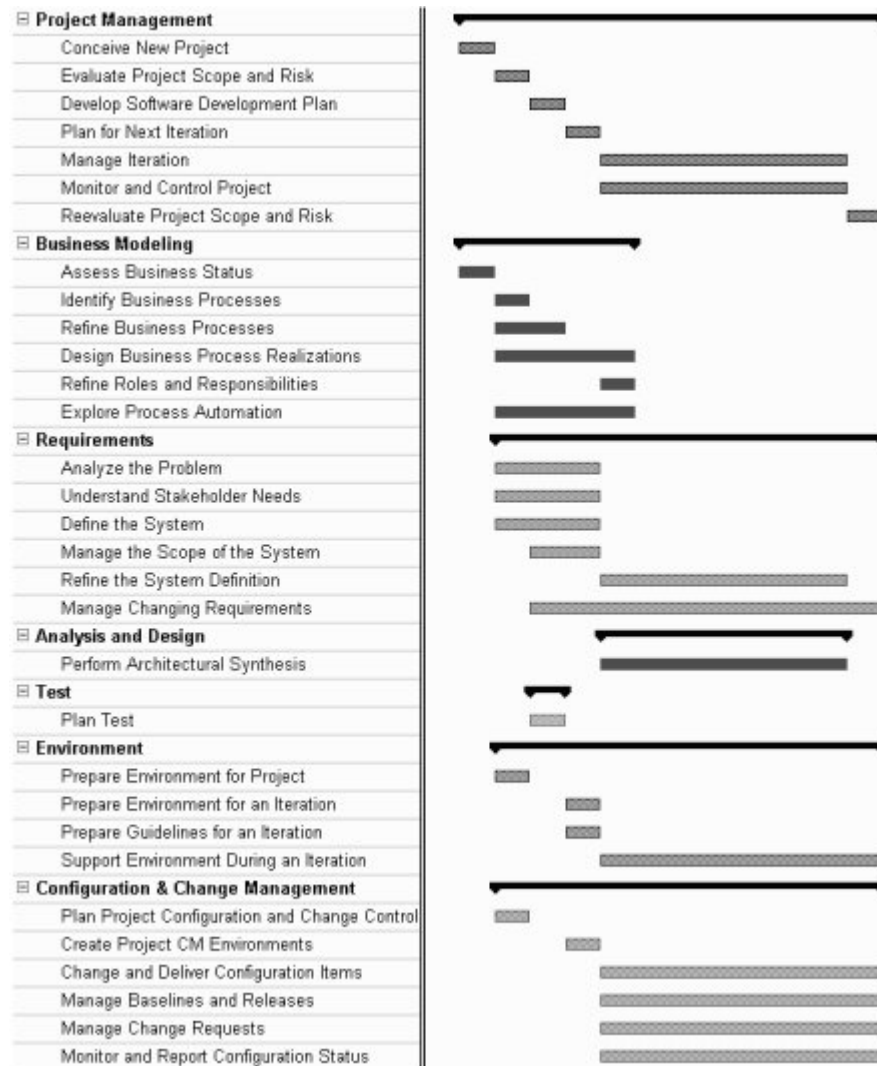 Project Management
Conceive New Project
Evaluate Project Scope and Risk
Develop Software Development Plan
Plan for Next Iteration
Manage Iteration
Monitor and Control Project
Reevaluate Project Scope and Risk
Business Modeling
Assess Business Status
Identify Business Processes
Refine Business Processes
Design Business Process Realizations
Refine Roles and Responsibilities
Explore Process Automation
Requirements
Analyze the Problem
Understand Stakeholder Needs
Define the System
Manage the Scope of the System
Refine the System Definition
Manage Changing Requirements
Analysis and Design
Perform Architectural Synthesis
Test
Plan Test
Environment
Prepare Environment for Project
Prepare Environment for an Iteration
Prepare Guidelines for an Iteration
Support Environment During an Iteration
Configuration & Change Management
Plan Project Configuration and Change Control
Create Project CM Environments
Change and Deliver Configuration Items
Manage Baselines and Releases
Manage Change Requests
Monitor and Report Configuration Status